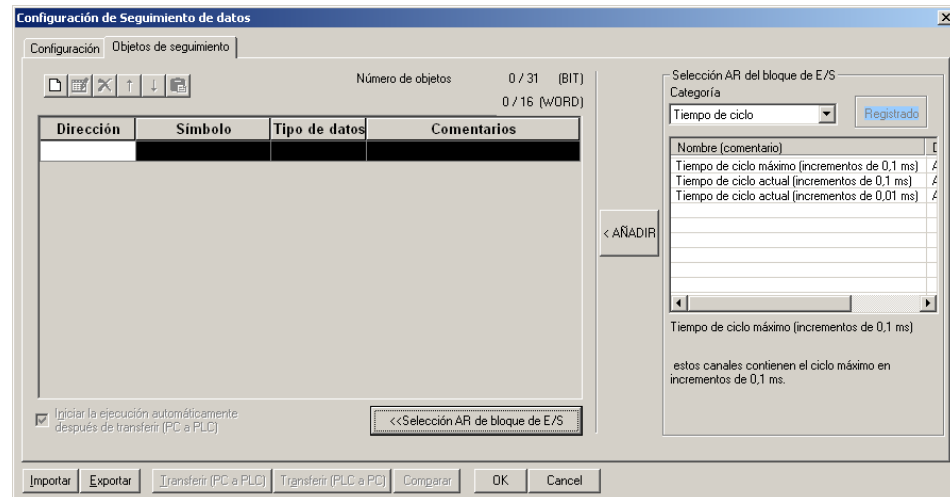 Configuración de Seguimiento de datos
Configuración
Objetos de seguimiento
Número de objetos 0 / 31 (BIT)
0 / 16 (WORD)
Dirección Símbolo Tipo de datos Comentarios
< AÑADIR
Selección AR del bloque de E/S
Categoría
Tiempo de ciclo
Registrado
Nombre (comentario)
Tiempo de ciclo máximo (incrementos de 0,1 ms)
Tiempo de ciclo actual (incrementos de 0,1 ms)
Tiempo de ciclo actual (incrementos de 0,01 ms)
Tiempo de ciclo máximo (incrementos de 0,1 ms)
estos canales contienen el ciclo máximo en
incrementos de 0,1 ms.
Iniciar la ejecución automáticamente
después de transferir (PC a PLC)
<<Selección AR de bloque de E/S
Importar Exportar Transferir (PC a PLC) Transferir (PLC a PC) Comparar OK Cancel